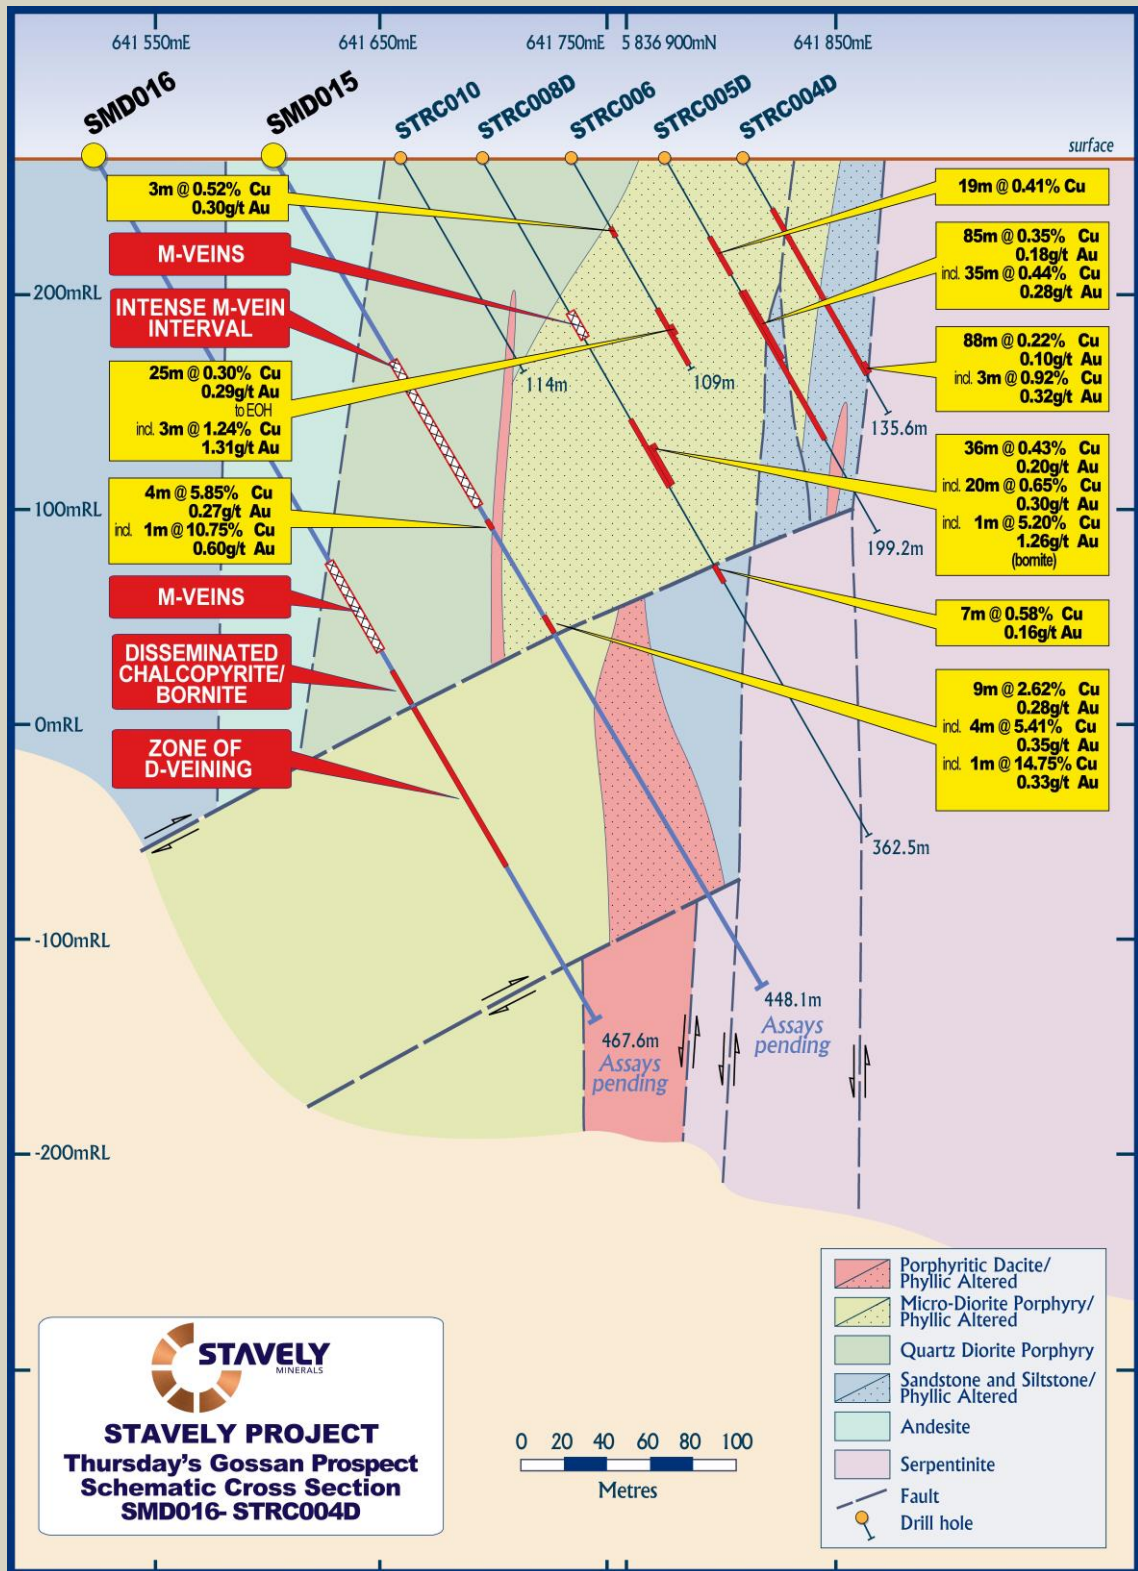 641 550mE
641 650mE
641 750mE
5 836 900mN
641 850mE
SMD016
SMD015
STRC010
STRC008D
STRC006
STRC005D
STRC004D
surface
3m @ 0.52% Cu
0.30g/t Au
M-VEINS
INTENSE M-VEIN
INTERVAL
25m @ 0.30% Cu
0.29g/t Au
to EOH
incl. 3m @ 1.24% Cu
1.31g/t Au
4m @ 5.85% Cu
0.27g/t Au
incl. 1m @ 10.75% Cu
0.60g/t Au
M-VEINS
DISSEMINATED
CHALCOPYRITE/
BORNITE
ZONE OF
D-VEINING
200mRL
100mRL
0mRL
-100mRL
-200mRL
114m
109m
135.6m
199.2m
362.5m
448.1m
Assays
pending
467.6m
Assays
pending
19m @ 0.41% Cu
85m @ 0.35% Cu
0.18g/t Au
incl. 35m @ 0.44% Cu
0.28g/t Au
88m @ 0.22% Cu
0.10g/t Au
incl. 3m @ 0.92% Cu
0.32g/t Au
36m @ 0.43% Cu
0.20g/t Au
incl. 20m @ 0.65% Cu
0.30g/t Au
incl. 1m @ 5.20% Cu
1.26g/t Au
(bornite)
7m @ 0.58% Cu
0.16g/t Au
9m @ 2.62% Cu
0.28g/t Au
incl. 4m @ 5.41% Cu
0.35g/t Au
incl. 1m @ 14.75% Cu
0.33g/t Au
STAVELY
MINERALS
STAVELY PROJECT
Thursday's Gossan Prospect
Schematic Cross Section
SMD016- STRC004D
0 20 40 60 80 100
Metres
Porphyritic Dacite/
Phyllic Altered
Micro-Diorite Porphyry/
Phyllic Altered
Quartz Diorite Porphyry
Sandstone and Siltstone/
Phyllic Altered
Andesite
Serpentinite
Fault
Drill hole